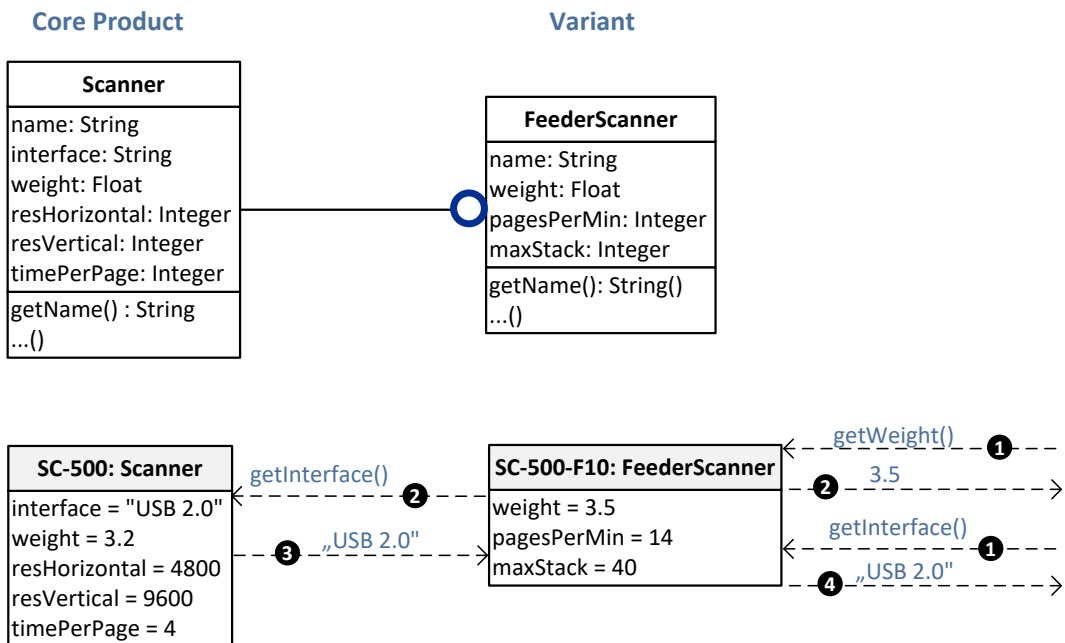 Core Product
Variant
Scanner
name: String
interface: String
weight: Float
resHorizontal: Integer
resVertical: Integer
timePerPage: Integer
getName() : String
...()
FeederScanner
name: String
weight: Float
pagesPerMin: Integer
maxStack: Integer
getName(): String()
...()
SC-500: Scanner
interface = "USB 2.0"
weight = 3.2
resHorizontal = 4800
resVertical = 9600
timePerPage = 4
getInterface()
2
3 „USB 2.0"
SC-500-F10: FeederScanner
weight = 3.5
pagesPerMin = 14
maxStack = 40
getWeight() 1
2 3.5
getInterface()
1
4 „USB 2.0"